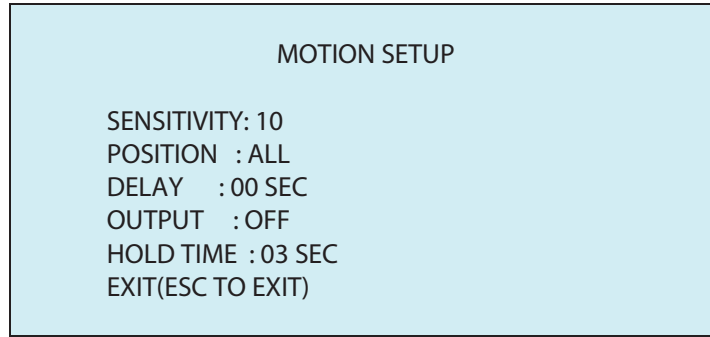 MOTION SETUP
SENSITIVITY: 10
POSITION : ALL
DELAY : 00 SEC
OUTPUT : OFF
HOLD TIME : 03 SEC
EXIT(ESC TO EXIT)